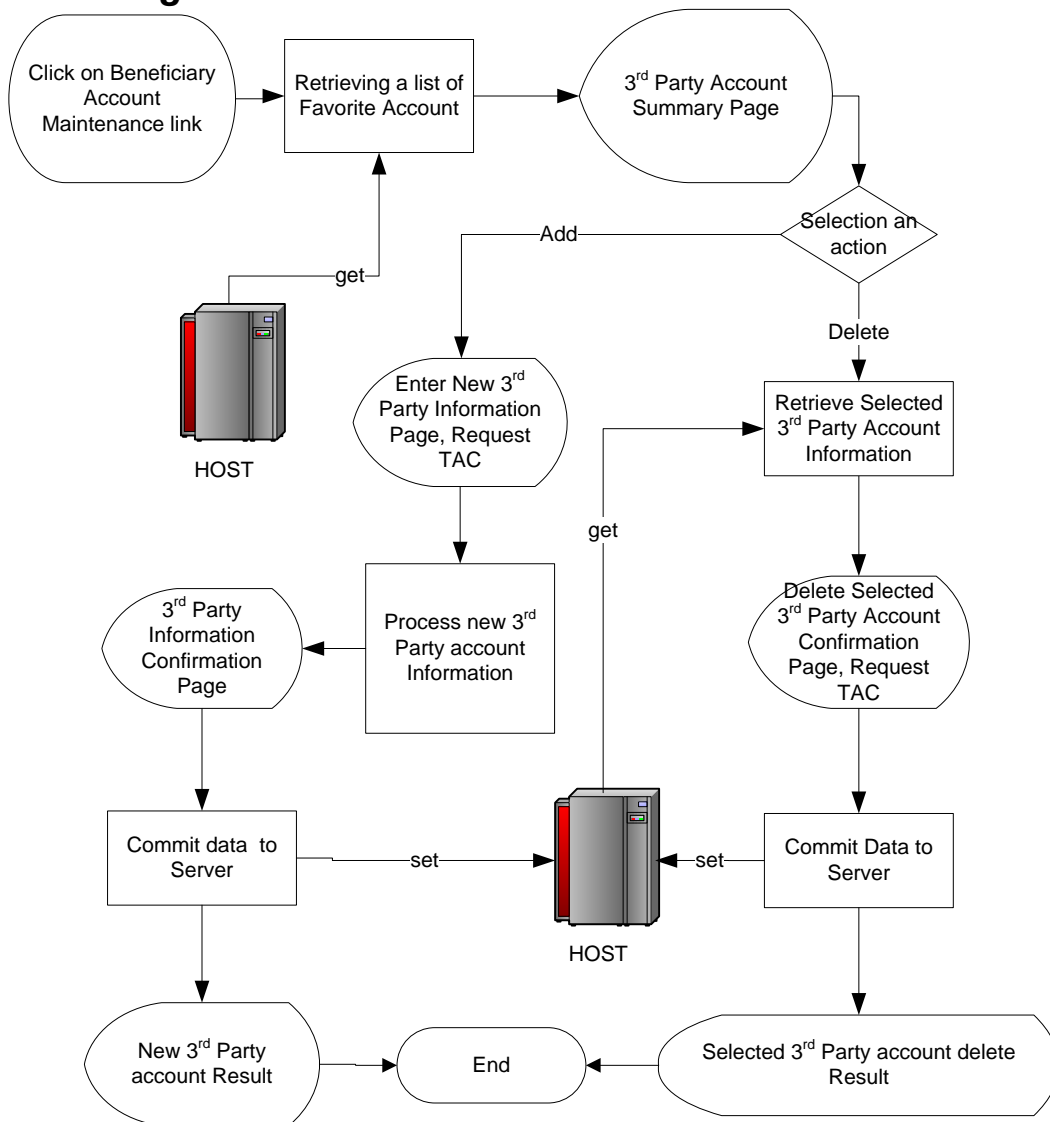 g
Click on Beneficiary
Account
Maintenance link
Retrieving a list of
Favorite Account
3rd Party Account
Summary Page
Selection an
action
Add
get
Delete
HOST
Enter New 3rd
Party Information
Page, Request
TAC
Retrieve Selected
3rd Party Account
Information
get
3rd Party
Information
Confirmation
Page
Process new 3rd
Party account
Information
Delete Selected
3rd Party Account
Confirmation
Page, Request
TAC
Commit data to
Server
set
set
Commit Data to
Server
HOST
New 3rd Party
account Result
End
Selected 3rd Party account delete
Result